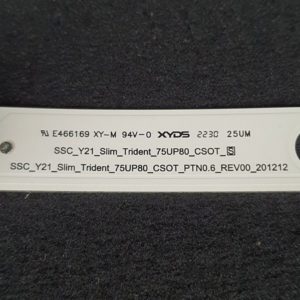 E466169 XY-M 94V-0 XYDS 2230 25UM
SSC_Y21_Slim_Trident_75UP80_CSOT_S
SSC_Y21_Slim_Trident_75UP80_CSOT_PTN0.6_REV00_201212